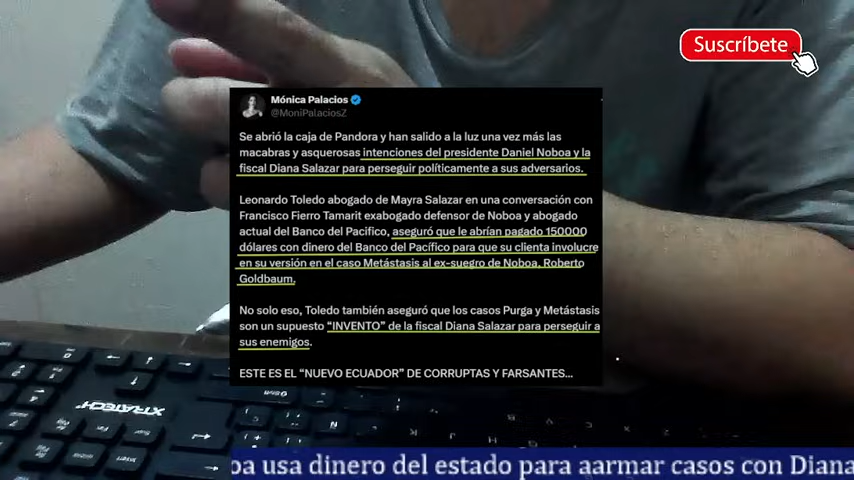 Suscríbete
Mónica Palacios
@MoniPalaciosZ
Se abrió la caja de Pandora y han salido a la luz una vez más las
macabras y asquerosas intenciones del presidente Daniel Noboa y la
fiscal Diana Salazar para perseguir políticamente a sus adversarios.
Leonardo Toledo abogado de Mayra Salazar en una conversación con
Francisco Fierro Tamarit exabogado defensor de Noboa y abogado
actual del Banco del Pacifico, aseguró que le abrían pagado 150000
dólares con dinero del Banco del Pacífico para que su clienta involucre
en su versión en el caso Metástasis al ex-suegro de Noboa, Roberto
Goldbaum.
No solo eso, Toledo también aseguró que los casos Purga y Metástasis
son un supuesto “INVENTO” de la fiscal Diana Salazar para perseguir a
sus enemigos.
ESTE ES EL “NUEVO ECUADOR” DE CORRUPTAS Y FARSANTES...
XTRATECH
oa usa dinero del estado para aarmar casos con Diana